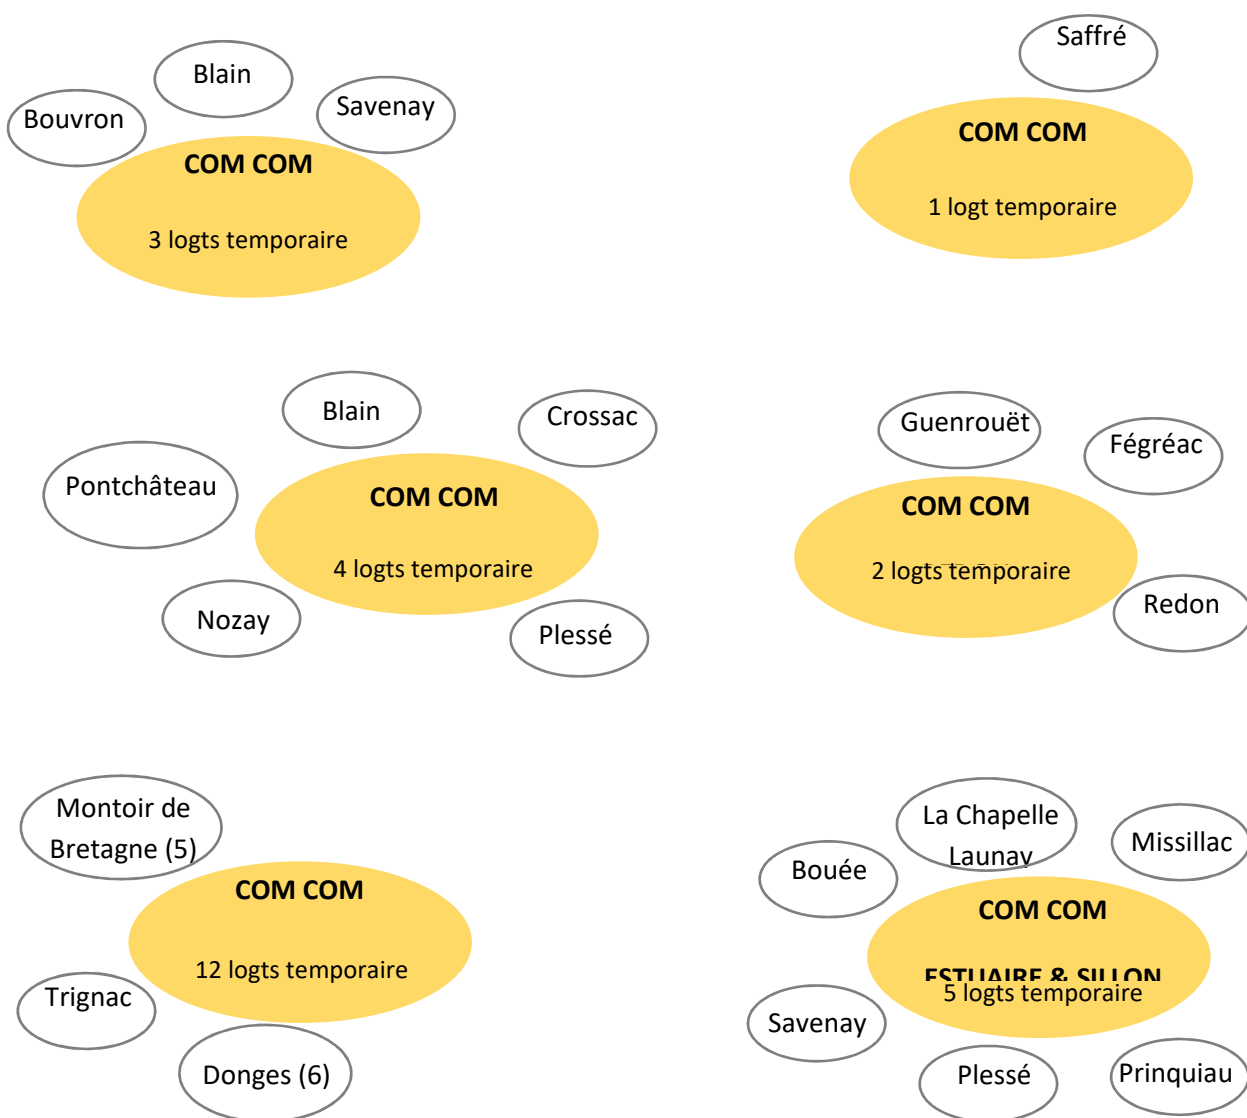 Blain
Bouvron
Savenay
COM COM
3 logts temporaire
Saffré
COM COM
1 logt temporaire
Blain
Crossac
Pontchâteau
COM COM
4 logts temporaire
Nozay
Plessé
Guenrouët
Fégréac
COM COM
2 logts temporaire
Redon
Montoir de
Bretagne (5)
COM COM
12 logts temporaire
Trignac
Donges (6)
La Chapelle
Launay
Missillac
Bouée
COM COM
ESTUAIRE & SILLON
5 logts temporaire
Savenay
Plessé
Prinquiau